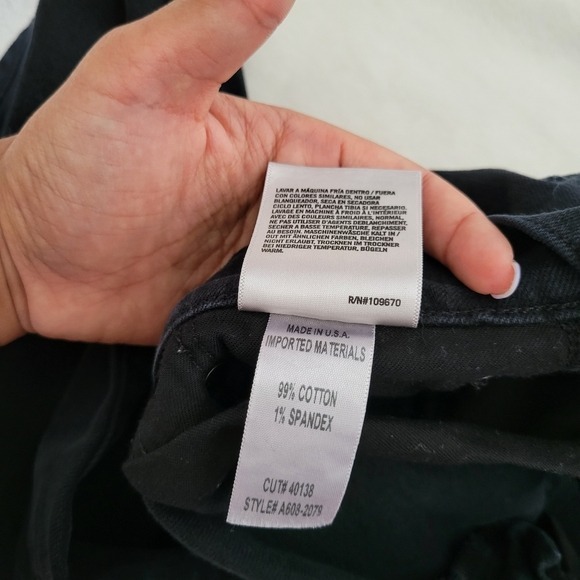 LAVAR A MÁQUINA FRÍA DENTRO / FUERA
CON COLORES SIMILARES, NO USAR
BLANQUEADOR, SECA EN SECADORA
CICLO LENTO, PLANCHA TIBIA SI NECESARIO.
LAVAGE EN MACHINE À FROID À L'INTÉRIEUR
AVEC DES COULEURS SIMILAIRES, NORMAL,
NE PAS UTILISER D'AGENTS DEBLANCHIMENT.
SÉCHER A BASSE TEMPERATURE, REPASSER
AU BESOIN. MASCHINENWÄSCHE KALT IN /
OUT MIT ÄHNLICHEN FARBEN, BLEICHEN
NICHT ERLAUBT. TROCKNEN IM TROCKNER
BEI NIEDRIGER TEMPERATUR, BÜGELN
WARM.
R/N#109670
MADE IN U.S.A.
IMPORTED MATERIALS
99% COTTON
1% SPANDEX
CUT# 40138
STYLE# A608-2079